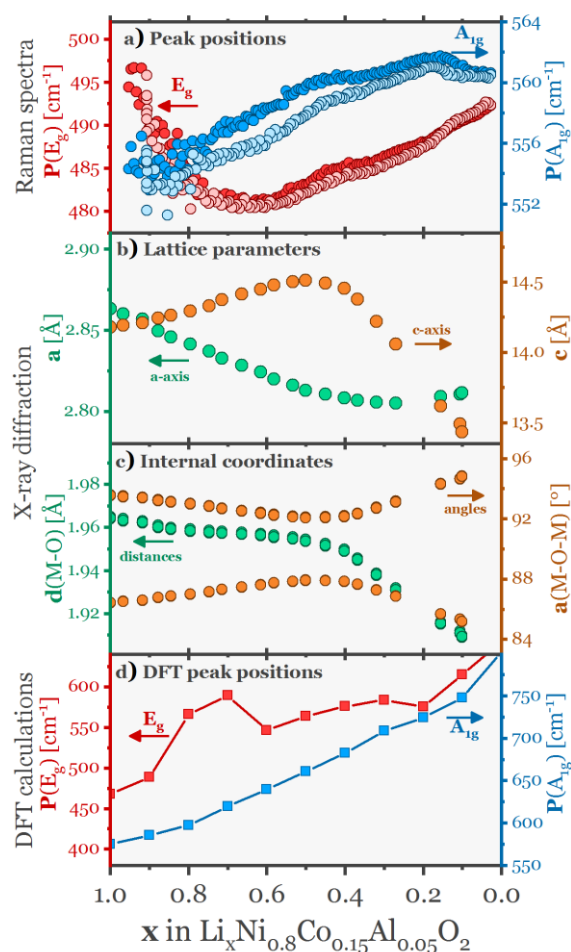 Raman spectra
P(Eg) [cm⁻¹]
500
495
490
485
480
a) Peak positions
Eg
A1g
564
560
556
552
P(A1g) [cm⁻¹]
X-ray diffraction
a [Å]
2.90
2.85
2.80
b) Lattice parameters
c-axis
a-axis
14.5
14.0
13.5
c [Å]
d(M-O) [Å]
1.98
1.96
1.94
1.92
c) Internal coordinates
angles
distances
96
92
88
84
a(M-O-M) [°]
DFT calculations
P(Eg) [cm⁻¹]
600
550
500
450
400
d) DFT peak positions
Eg
A1g
750
700
650
600
550
P(A1g) [cm⁻¹]
1.0 0.8 0.6 0.4 0.2 0.0
x in LixNi0.8Co0.15Al0.05O2